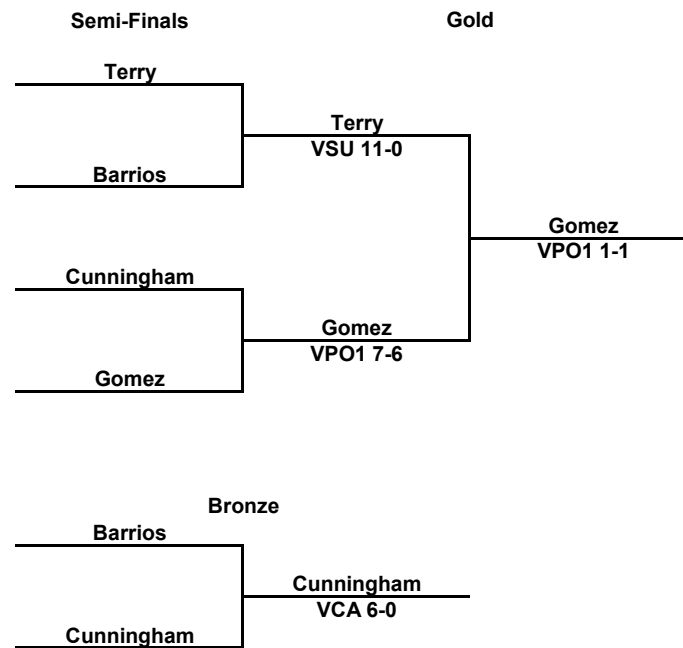 Semi-Finals
Gold
Terry
Terry
VSU 11-0
Barrios
Gomez
VPO1 1-1
Cunningham
Gomez
VPO1 7-6
Gomez
Bronze
Barrios
Cunningham
VCA 6-0
Cunningham